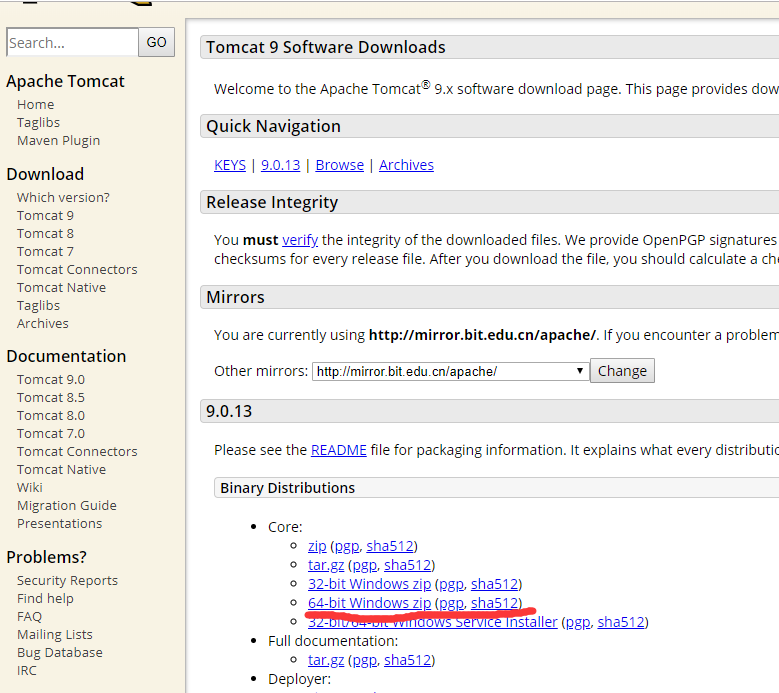 Search...
GO
Apache Tomcat
Home
Taglibs
Maven Plugin
Download
Which version?
Tomcat 9
Tomcat 8
Tomcat 7
Tomcat Connectors
Tomcat Native
Taglibs
Archives
Documentation
Tomcat 9.0
Tomcat 8.5
Tomcat 8.0
Tomcat 7.0
Tomcat Connectors
Tomcat Native
Wiki
Migration Guide
Presentations
Problems?
Security Reports
Find help
FAQ
Mailing Lists
Bug Database
IRC
Tomcat 9 Software Downloads
Welcome to the Apache Tomcat® 9.x software download page. This page provides dow
Quick Navigation
KEYS | 9.0.13 | Browse | Archives
Release Integrity
You must verify the integrity of the downloaded files. We provide OpenPGP signatures
checksums for every release file. After you download the file, you should calculate a che
Mirrors
You are currently using http://mirror.bit.edu.cn/apache/. If you encounter a problem
Other mirrors: http://mirror.bit.edu.cn/apache/ Change
9.0.13
Please see the README file for packaging information. It explains what every distributio
Binary Distributions
Core:
zip (pgp, sha512)
tar.gz (pgp, sha512)
32-bit Windows zip (pgp, sha512)
64-bit Windows zip (pgp, sha512)
32-bit/64-bit Windows Service Installer (pgp, sha512)
Full documentation:
tar.gz (pgp, sha512)
Deployer: